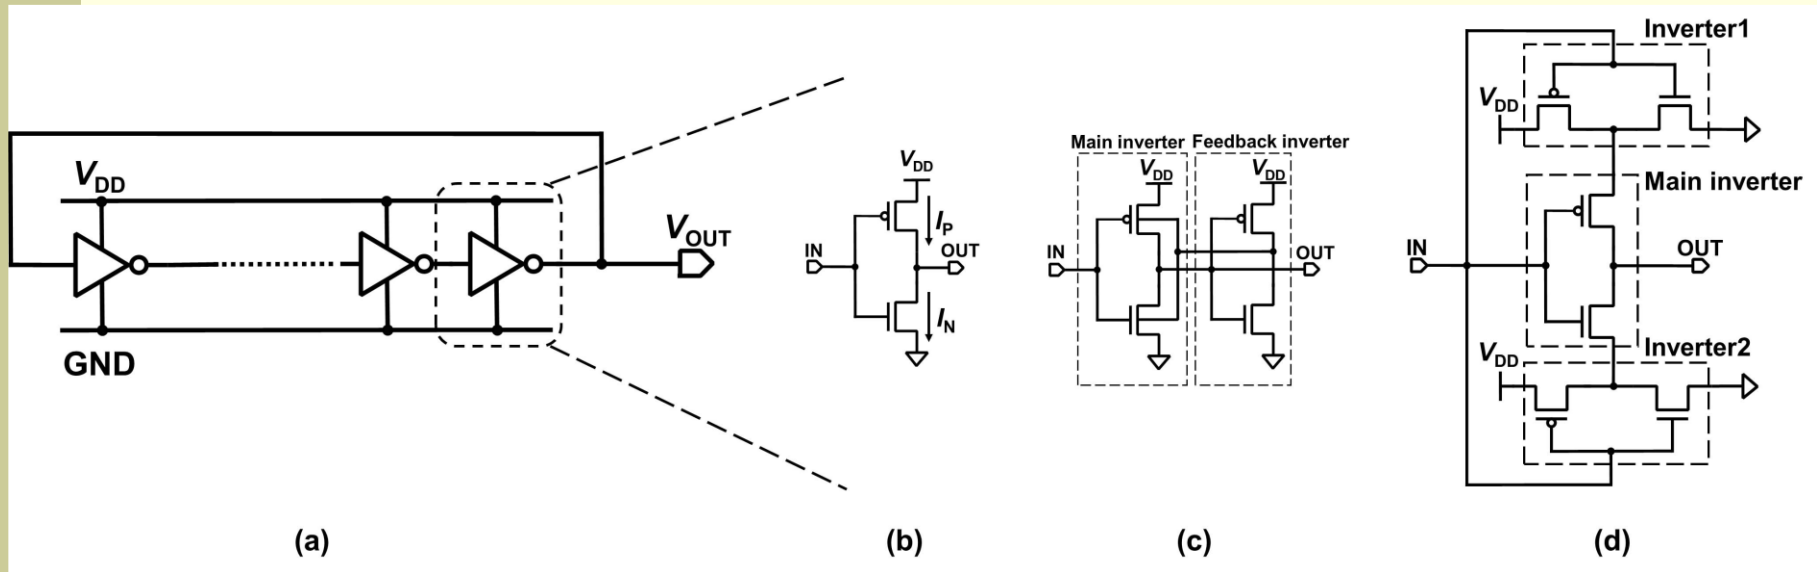 VDD
GND
VOUT
(a)
VDD
IP
IN
OUT
IN
(b)
Main inverter Feedback inverter
VDD VDD
IN
OUT
(c)
Inverter1
VDD
Main inverter
IN
OUT
Inverter2
VDD
(d)